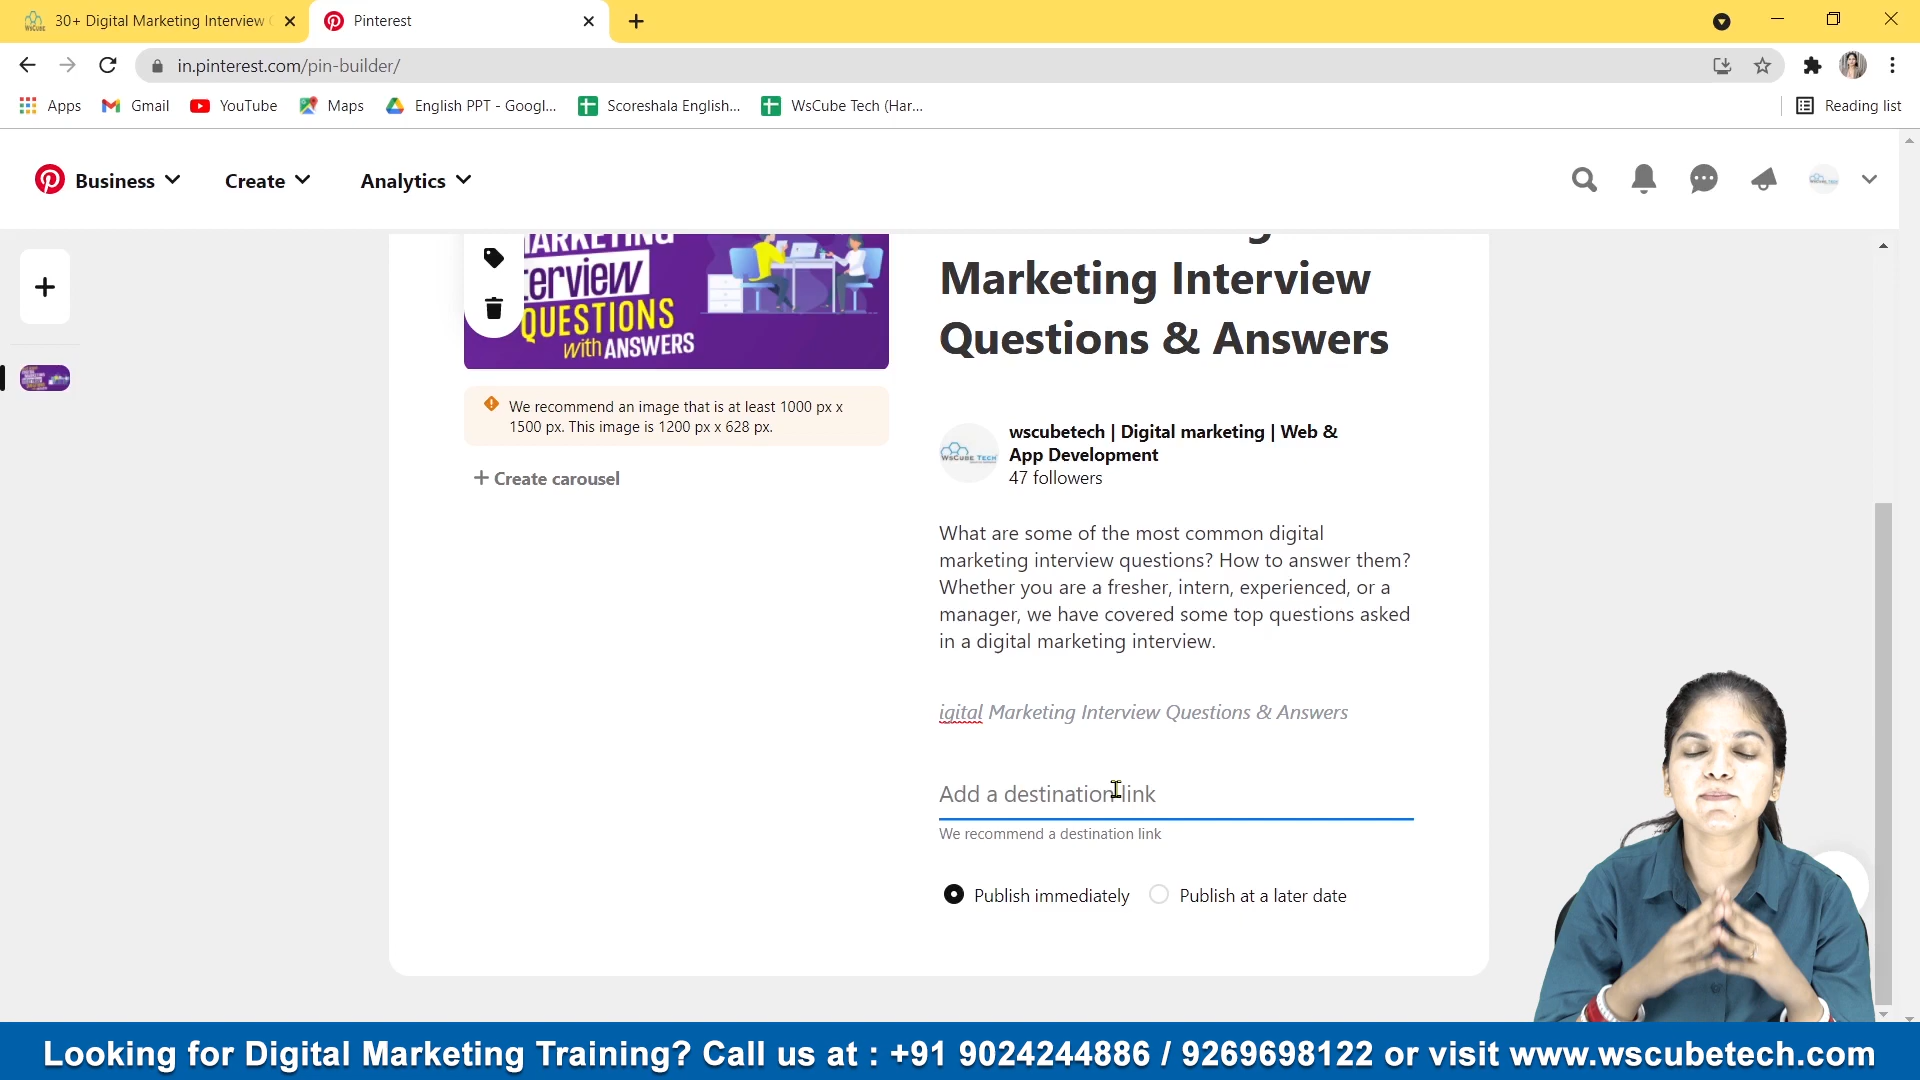 30+ Digital Marketing Interview
Pinterest
in.pinterest.com/pin-builder/
Apps
Gmail
YouTube
Maps
English PPT - Googl...
Scoreshala English...
WsCube Tech (Har...
Reading list
Business
Create
Analytics
MARKETING
erview
QUESTIONS
with ANSWERS
We recommend an image that is at least 1000 px x
1500 px. This image is 1200 px x 628 px.
+ Create carousel
Marketing Interview
Questions & Answers
WSCUBE TECH
wscubetech | Digital marketing | Web &
App Development
47 followers
What are some of the most common digital
marketing interview questions? How to answer them?
Whether you are a fresher, intern, experienced, or a
manager, we have covered some top questions asked
in a digital marketing interview.
igital Marketing Interview Questions & Answers
Add a destination link
We recommend a destination link
Publish immediately
Publish at a later date
Looking for Digital Marketing Training? Call us at : +91 9024244886 / 9269698122 or visit www.wscubetech.com